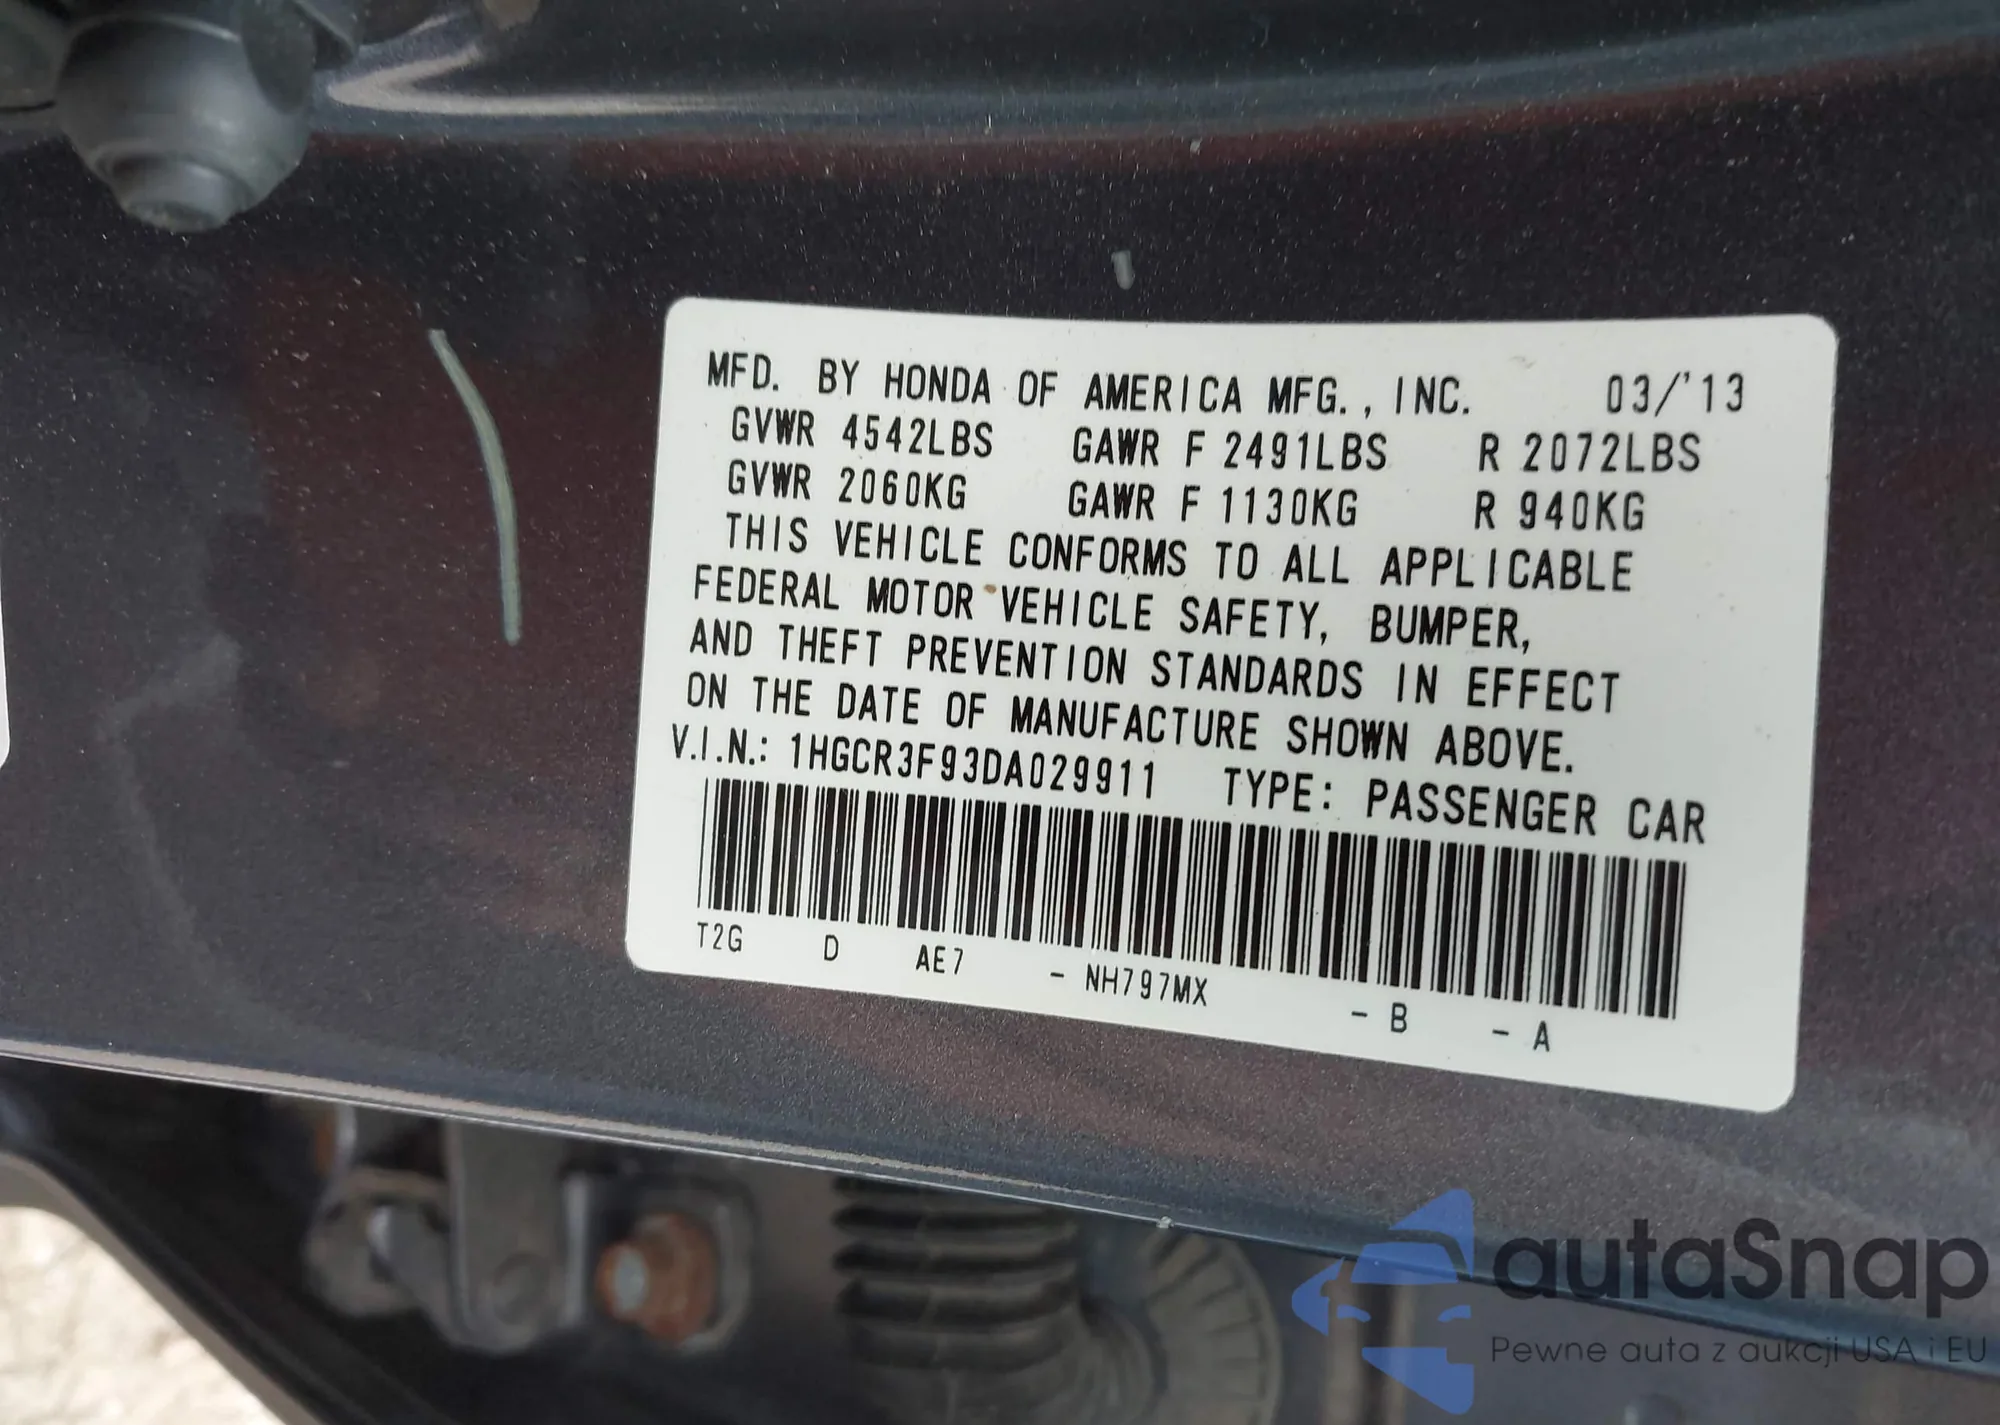 MFD. BY HONDA OF AMERICA MFG., INC. 03/'13
GVWR 4542LBS GAWR F 2491LBS R 2072LBS
GVWR 2060KG GAWR F 1130KG R 940KG
THIS VEHICLE CONFORMS TO ALL APPLICABLE
FEDERAL MOTOR VEHICLE SAFETY, BUMPER,
AND THEFT PREVENTION STANDARDS IN EFFECT
ON THE DATE OF MANUFACTURE SHOWN ABOVE.
V.I.N.: 1HGCR3F93DA029911 TYPE: PASSENGER CAR
T2G D AE7 - NH797MX - B - A
autaSnap
Pewne auta z aukcji USA i EU